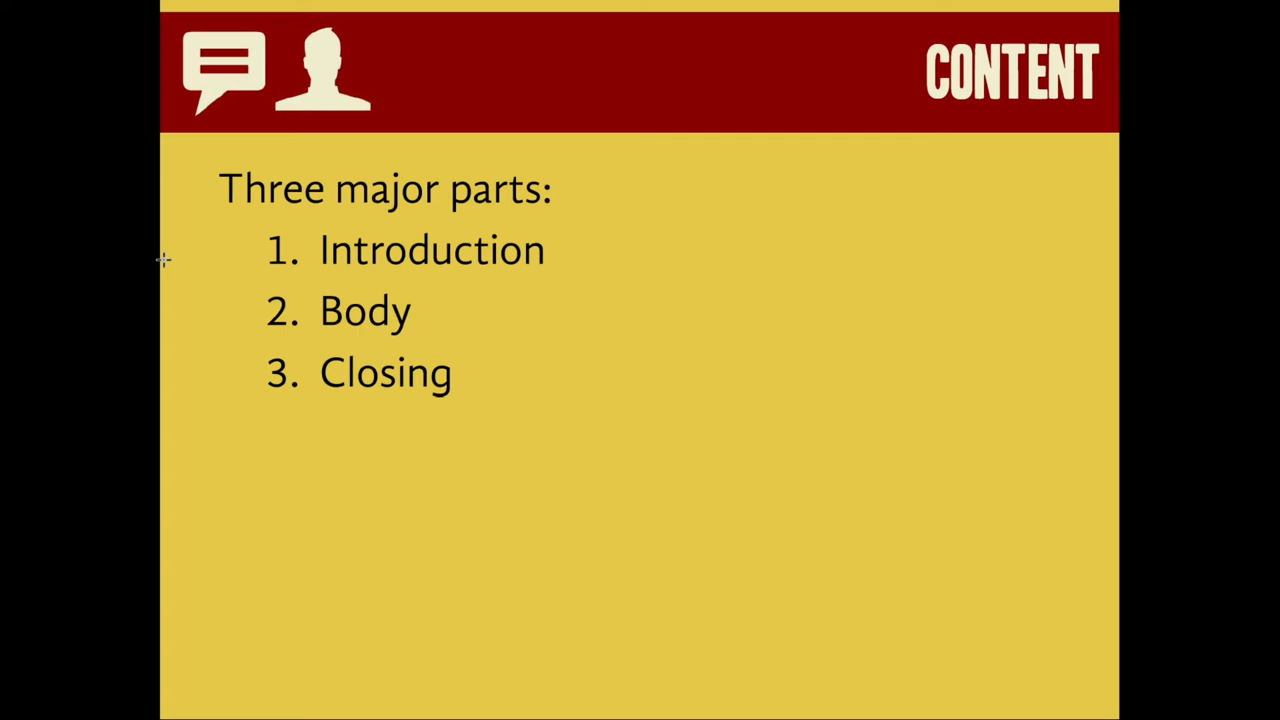 CONTENT
Three major parts:
1. Introduction
2. Body
3. Closing